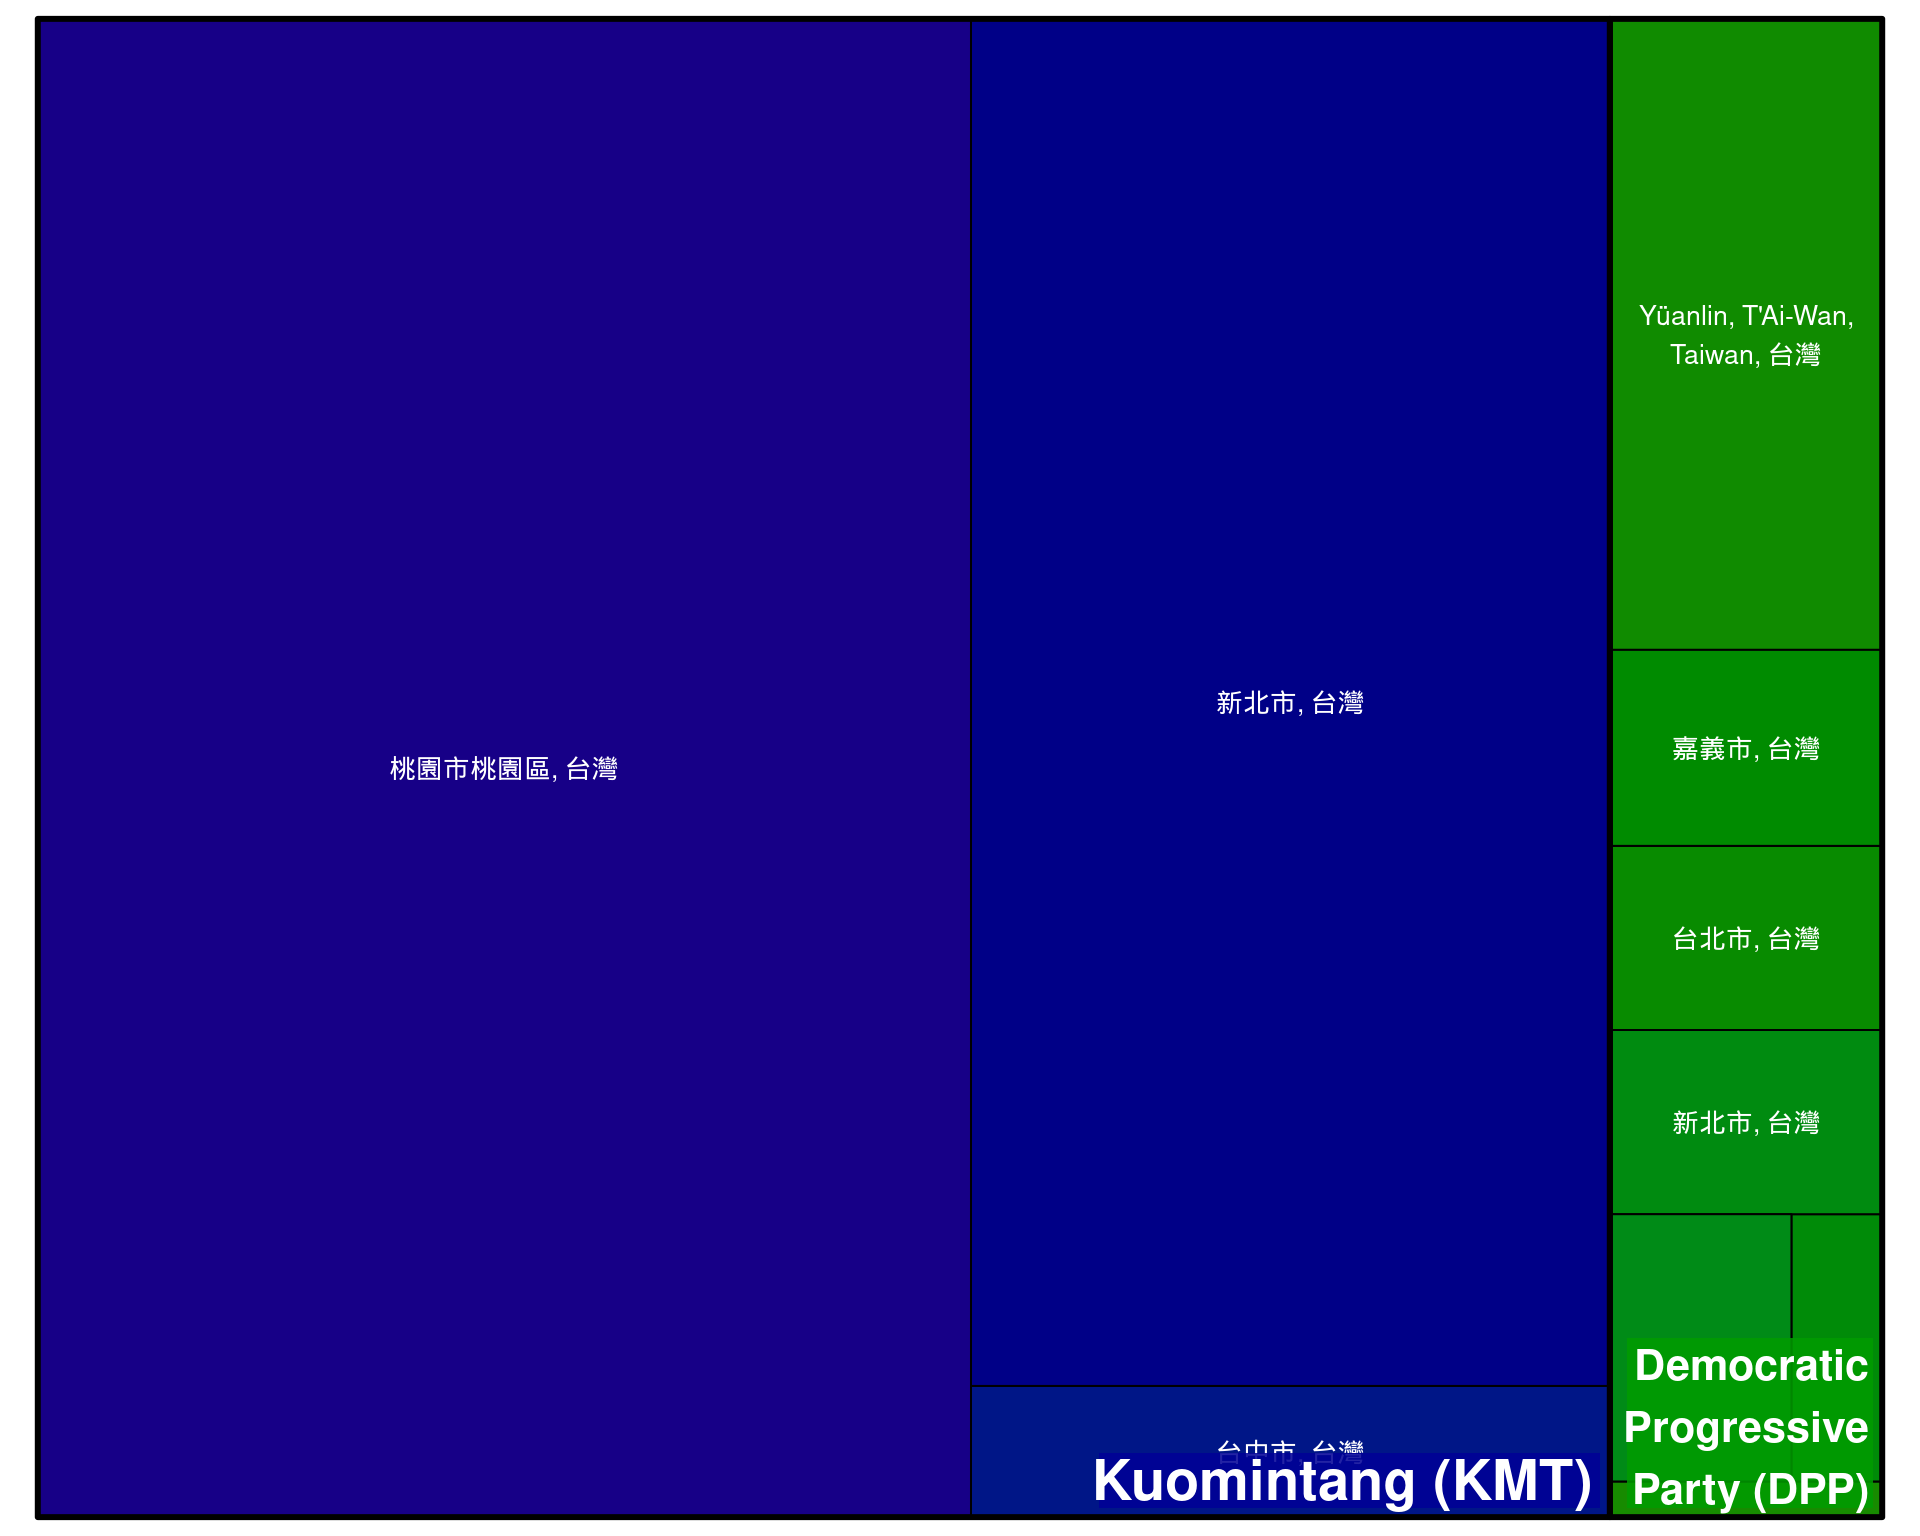 桃園市桃園區, 台灣
新北市, 台灣
台中市, 台灣
Kuomintang (KMT)
Yüanlin, T'Ai-Wan,
Taiwan, 台灣
嘉義市, 台灣
台北市, 台灣
新北市, 台灣
Democratic
Progressive
Party (DPP)